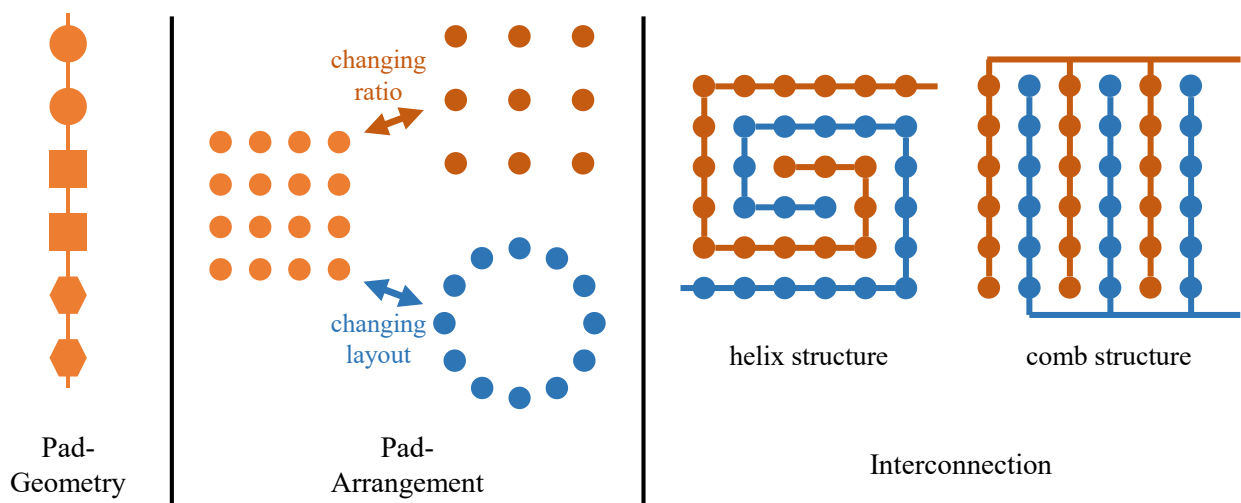 changing
ratio
changing
layout
helix structure
comb structure
Pad-
Geometry
Pad-
Arrangement
Interconnection